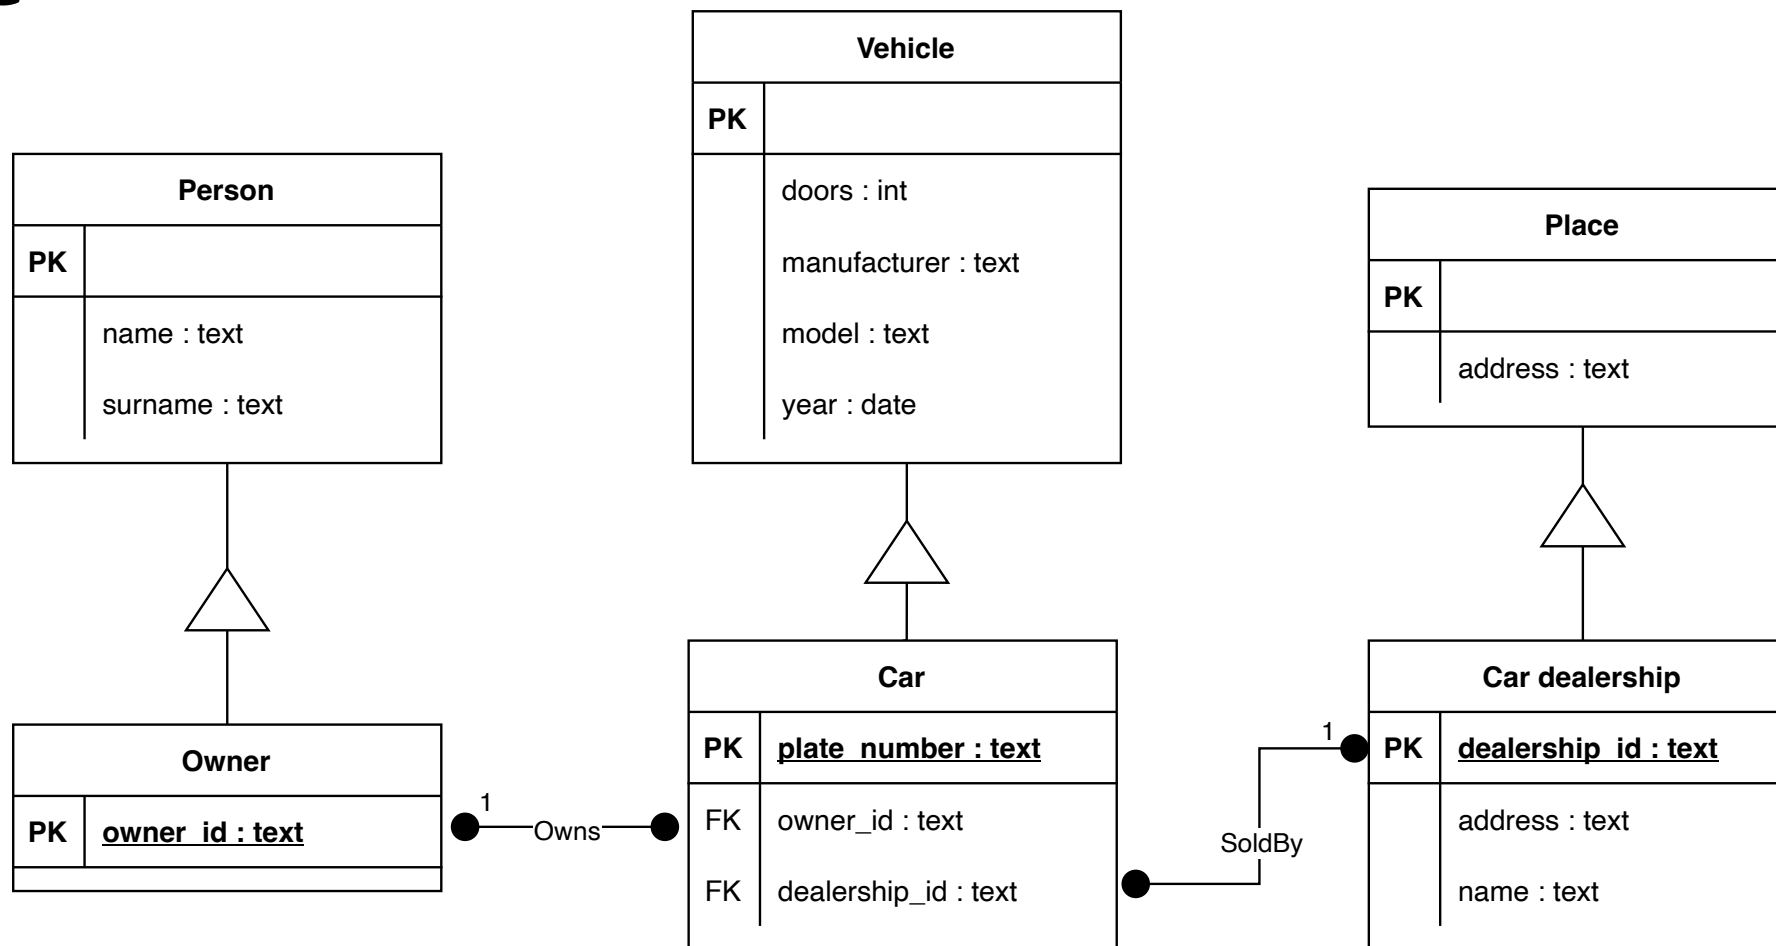 Vehicle
PK
doors : int
manufacturer : text
model : text
year : date
Person
PK
name : text
surname : text
Place
PK
address : text
Owner
PK owner_id : text
1
Owns
Car
PK plate_number : text
FK owner_id : text
FK dealership_id : text
1
SoldBy
Car dealership
PK dealership_id : text
address : text
name : text